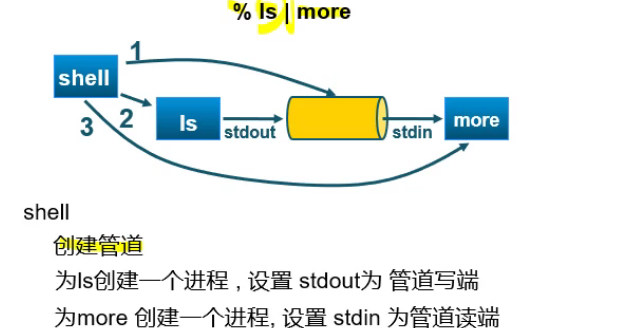 % ls | more
1
shell
2
3
ls
stdout
stdin
more
shell
创建管道
为ls创建一个进程，设置 stdout为 管道写端
为more 创建一个进程, 设置 stdin 为管道读端